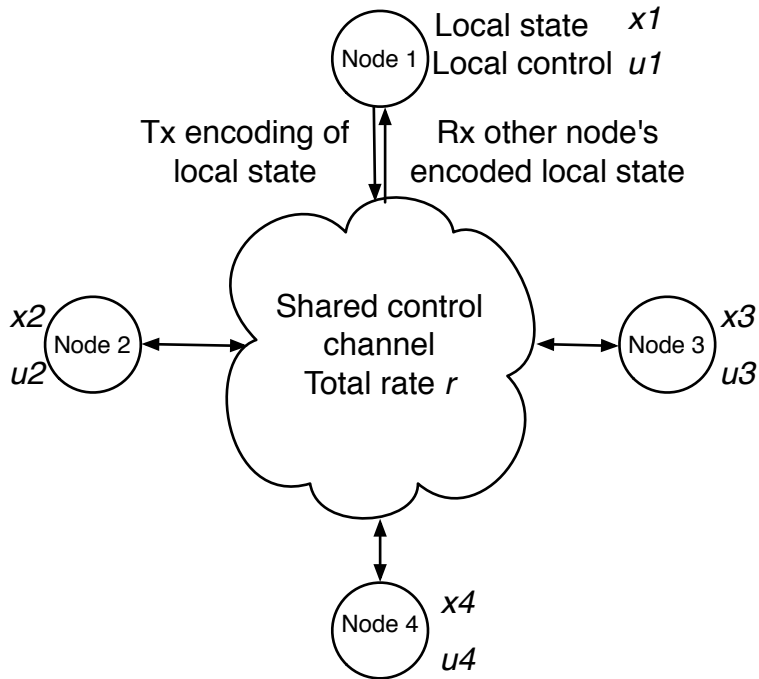 Local state x1
Node 1
Local control u1
Tx encoding of
local state
Rx other node's
encoded local state
Shared control
channel
Total rate r
x2
Node 2
u2
x3
Node 3
u3
x4
Node 4
u4